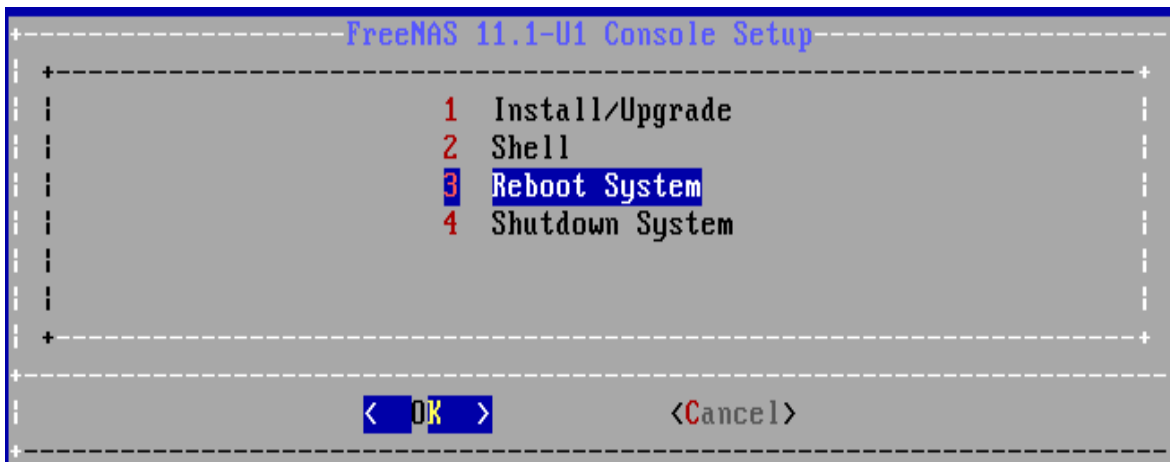 FreeNAS 11.1-U1 Console Setup
1 Install/Upgrade
2 Shell
3 Reboot System
4 Shutdown System
< OK > <Cancel>